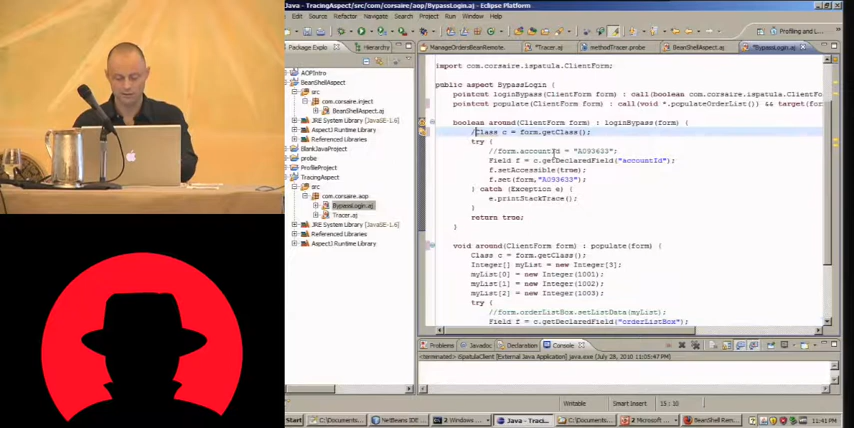 Java - TracingAspect/src/com/corsaire/aop/BypassLogin.aj - Eclipse Platform
Edit Source Refactor Navigate Search Project Run Window Help
Profiling and L
Package Explo Hierarchy
ManageOrdersBeanRemote. *Tracer.aj methodTracer.probe BeanShellAspect.aj *BypassLogin.aj
AOPIntro
BeanShellAspect
src
com.corsaire.inject
JRE System Library [JavaSE-1.6]
AspectJ Runtime Library
Referenced Libraries
BlankJavaProject
probe
ProfileProject
TracingAspect
src
com.corsaire.aop
BypassLogin.aj
Tracer.aj
JRE System Library [JavaSE-1.6]
Referenced Libraries
AspectJ Runtime Library
import com.corsaire.ispatula.ClientForm;
public aspect BypassLogin {
pointcut loginBypass(ClientForm form) : call(boolean com.corsaire.ispatula.ClientFo
pointcut populate(ClientForm form) : call(void *.populateOrderList()) && target(for
boolean around(ClientForm form) : loginBypass(form) {
/Class c = form.getClass();
try {
//form.accountId = "A093633";
Field f = c.getDeclaredField("accountId");
f.setAccessible(true);
f.set(form,"A093633");
} catch (Exception e) {
e.printStackTrace();
}
return true;
}
void around(ClientForm form) : populate(form) {
Class c = form.getClass();
Integer[] myList = new Integer[3];
myList[0] = new Integer(1001);
myList[1] = new Integer(1002);
myList[2] = new Integer(1003);
try {
//form.orderListBox.setListData(myList);
Field f = c.getDeclaredField("orderListBox");
Problems Javadoc Declaration Console
<terminated> iSpatulaClient [External Java Application] java.exe (July 28, 2010 11:05:47 PM)
Writable Smart Insert 15 : 10
Start C:\Documents... NetBeans IDE... 2 Windows ... Java - Traci... C:\Documents... 2 Microsoft ... BeanShell Rem... 11:41 PM